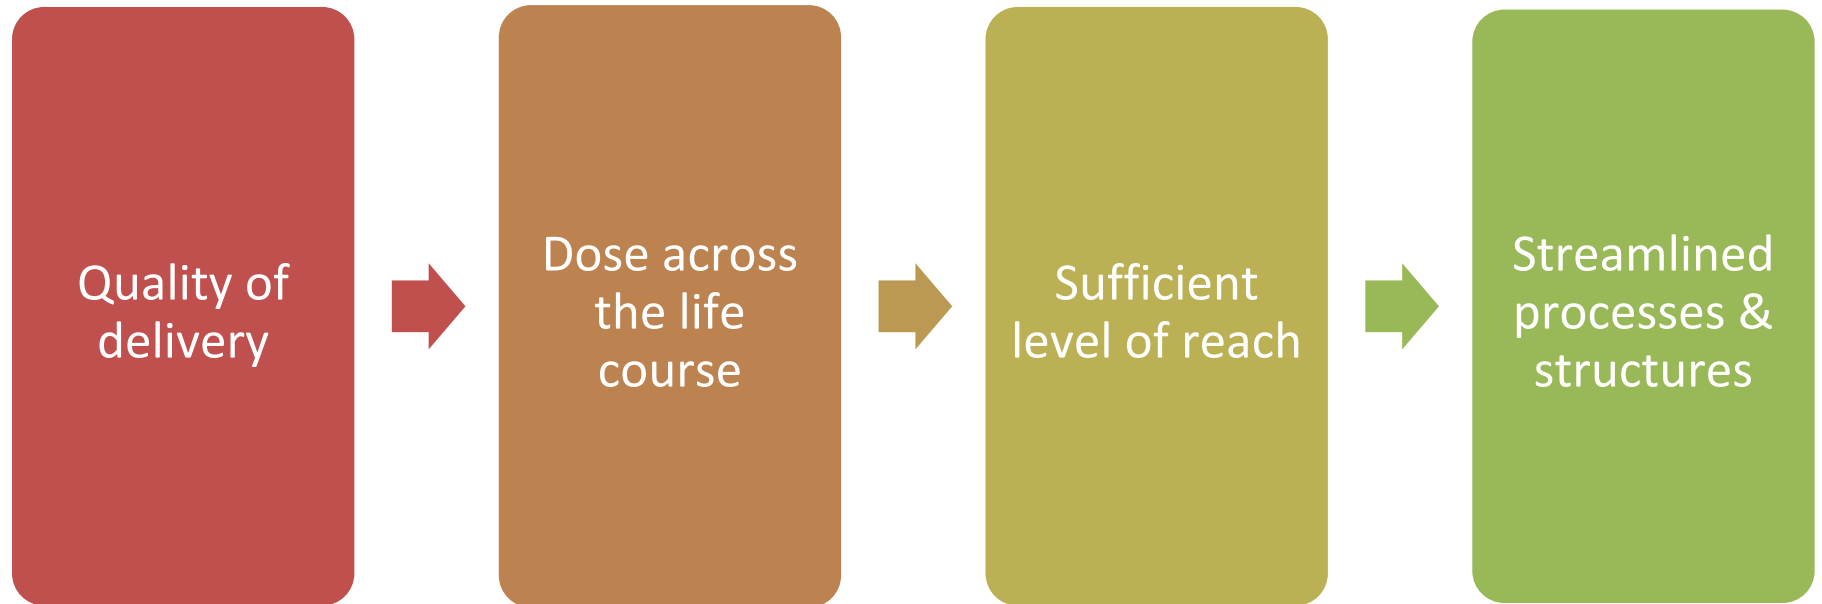 Quality of
delivery
Dose across
the life
course
Sufficient
level of reach
Streamlined
processes &
structures